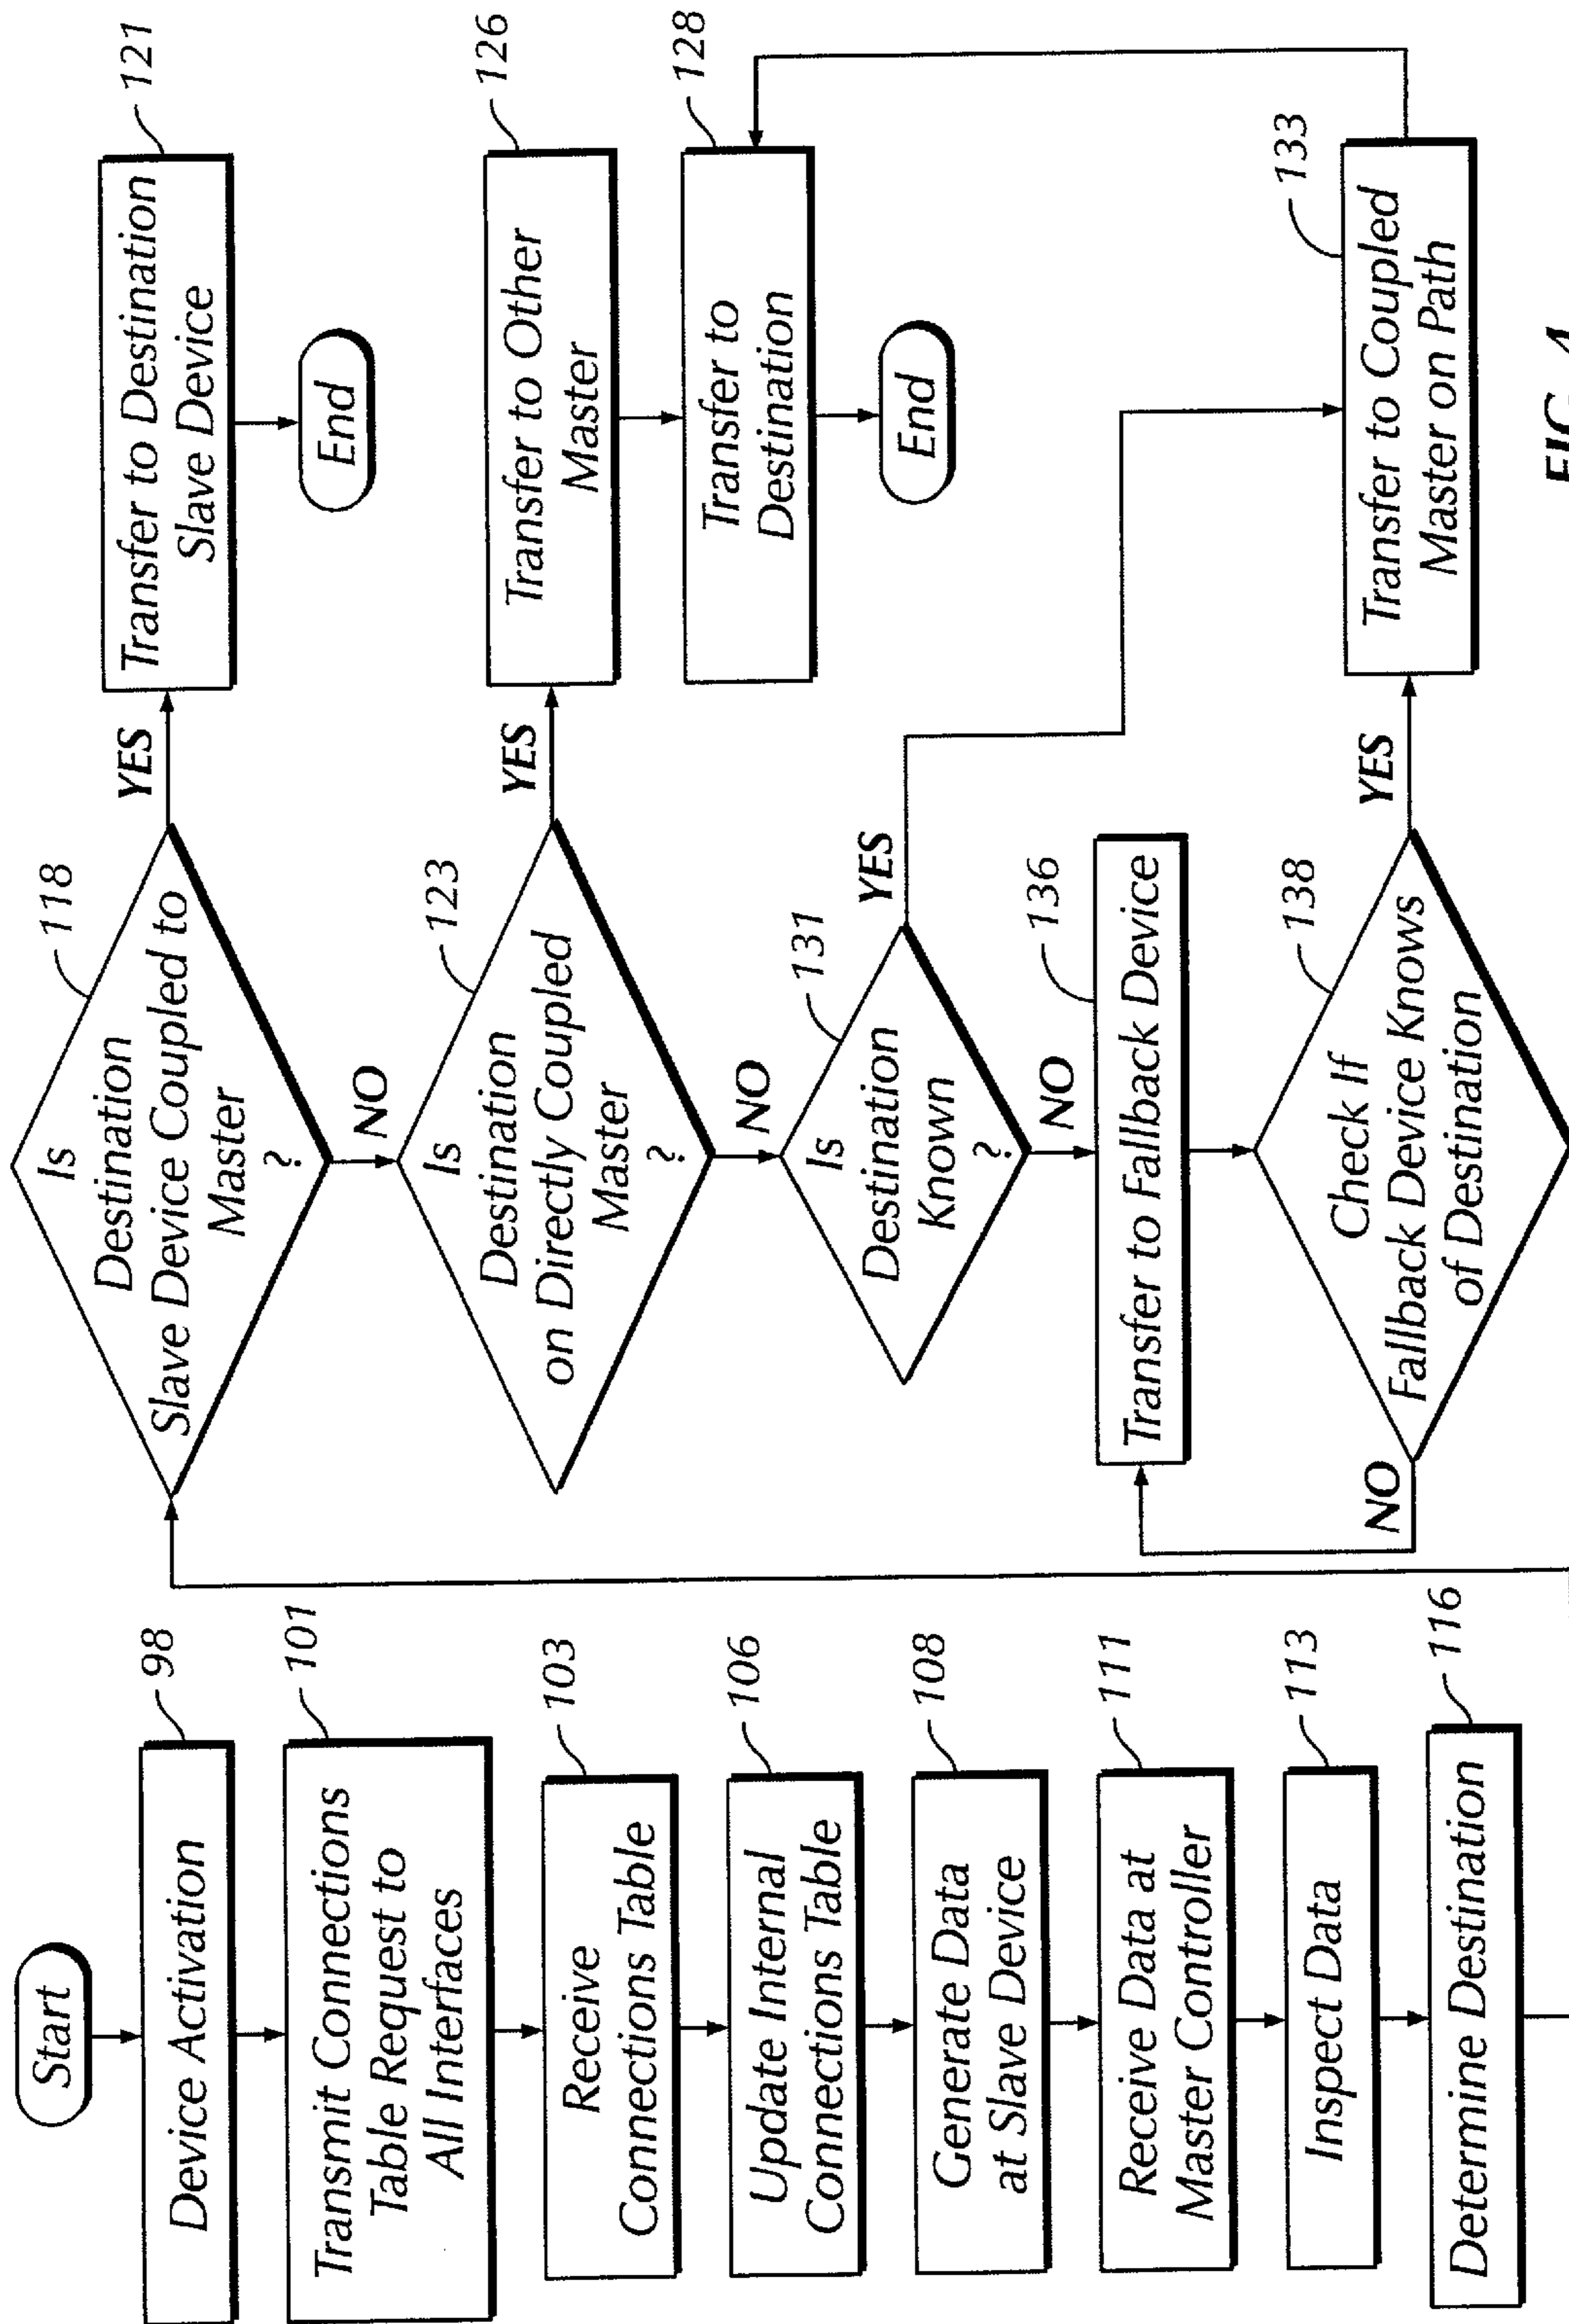 Start
98
Device Activation
101
Transmit Connections
Table Request to
All Interfaces
103
Receive
Connections Table
106
Update Internal
Connections Table
108
Generate Data
at Slave Device
111
Receive Data at
Master Controller
113
Inspect Data
116
Determine Destination
118
Is
Destination
Slave Device Coupled to
Master
?
YES
121
Transfer to Destination
Slave Device
End
NO
123
Is
Destination
on Directly Coupled
Master
?
YES
126
Transfer to Other
Master
128
Transfer to
Destination
End
NO
131
Is
Destination
Known
?
YES
NO
136
Transfer to Fallback Device
138
Check If
Fallback Device Knows
of Destination
NO
YES
133
Transfer to Coupled
Master on Path
FIG. 4